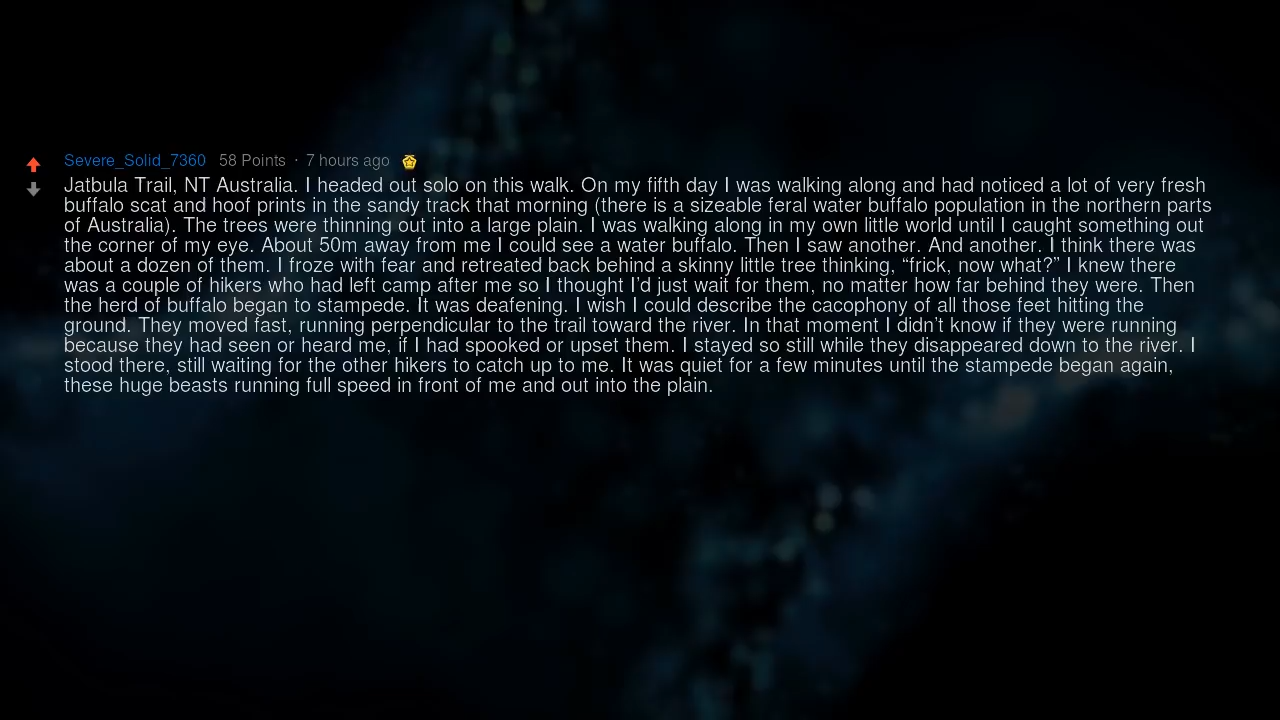 Severe_Solid_7360 58 Points · 7 hours ago
Jatbula Trail, NT Australia. I headed out solo on this walk. On my fifth day I was walking along and had noticed a lot of very fresh
buffalo scat and hoof prints in the sandy track that morning (there is a sizeable feral water buffalo population in the northern parts
of Australia). The trees were thinning out into a large plain. I was walking along in my own little world until I caught something out
the corner of my eye. About 50m away from me I could see a water buffalo. Then I saw another. And another. I think there was
about a dozen of them. I froze with fear and retreated back behind a skinny little tree thinking, “frick, now what?” I knew there
was a couple of hikers who had left camp after me so I thought I’d just wait for them, no matter how far behind they were. Then
the herd of buffalo began to stampede. It was deafening. I wish I could describe the cacophony of all those feet hitting the
ground. They moved fast, running perpendicular to the trail toward the river. In that moment I didn’t know if they were running
because they had seen or heard me, if I had spooked or upset them. I stayed so still while they disappeared down to the river. I
stood there, still waiting for the other hikers to catch up to me. It was quiet for a few minutes until the stampede began again,
these huge beasts running full speed in front of me and out into the plain.